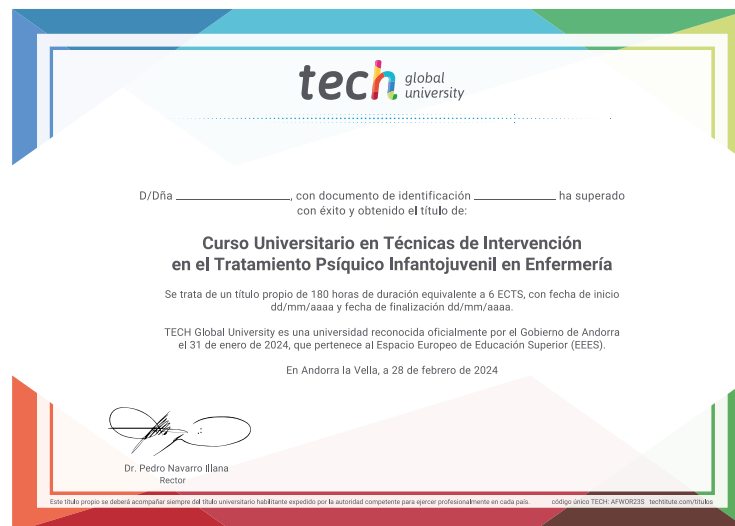 tech global university
D/Dña ____________, con documento de identificación ____________ ha superado
con éxito y obtenido el título de:
Curso Universitario en Técnicas de Intervención
en el Tratamiento Psíquico Infantojuvenil en Enfermería
Se trata de un título propio de 180 horas de duración equivalente a 6 ECTS, con fecha de inicio
dd/mm/aaaa y fecha de finalización dd/mm/aaaa.
TECH Global University es una universidad reconocida oficialmente por el Gobierno de Andorra
el 31 de enero de 2024, que pertenece al Espacio Europeo de Educación Superior (EEES).
En Andorra la Vella, a 28 de febrero de 2024
Dr. Pedro Navarro Illana
Rector
Este título propio se deberá acompañar siempre del título universitario habilitante expedido por la autoridad competente para ejercer profesionalmente en cada país. código único TECH: AFWOR23S techtitute.com/titulos